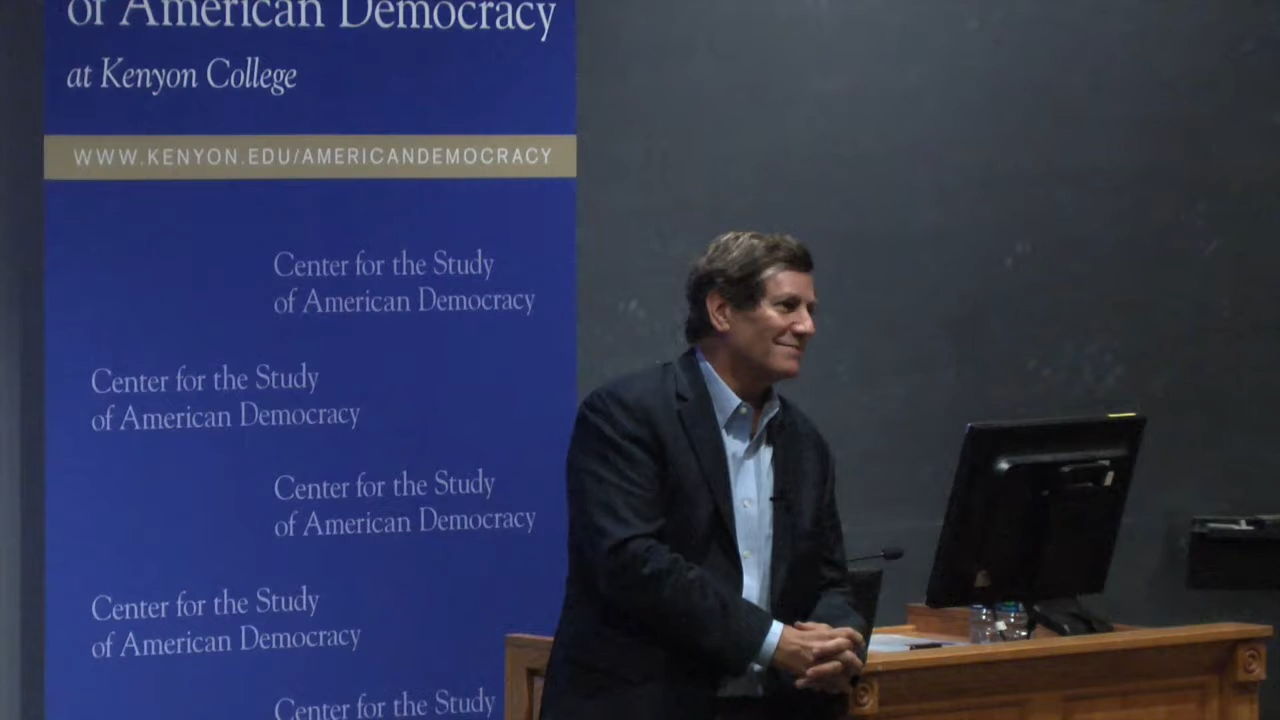 of American Democracy
at Kenyon College
WWW.KENYON.EDU/AMERICANDEMOCRACY
Center for the Study
of American Democracy
Center for the Study
of American Democracy
Center for the Study
of American Democracy
Center for the Study
of American Democracy
Center for the Study